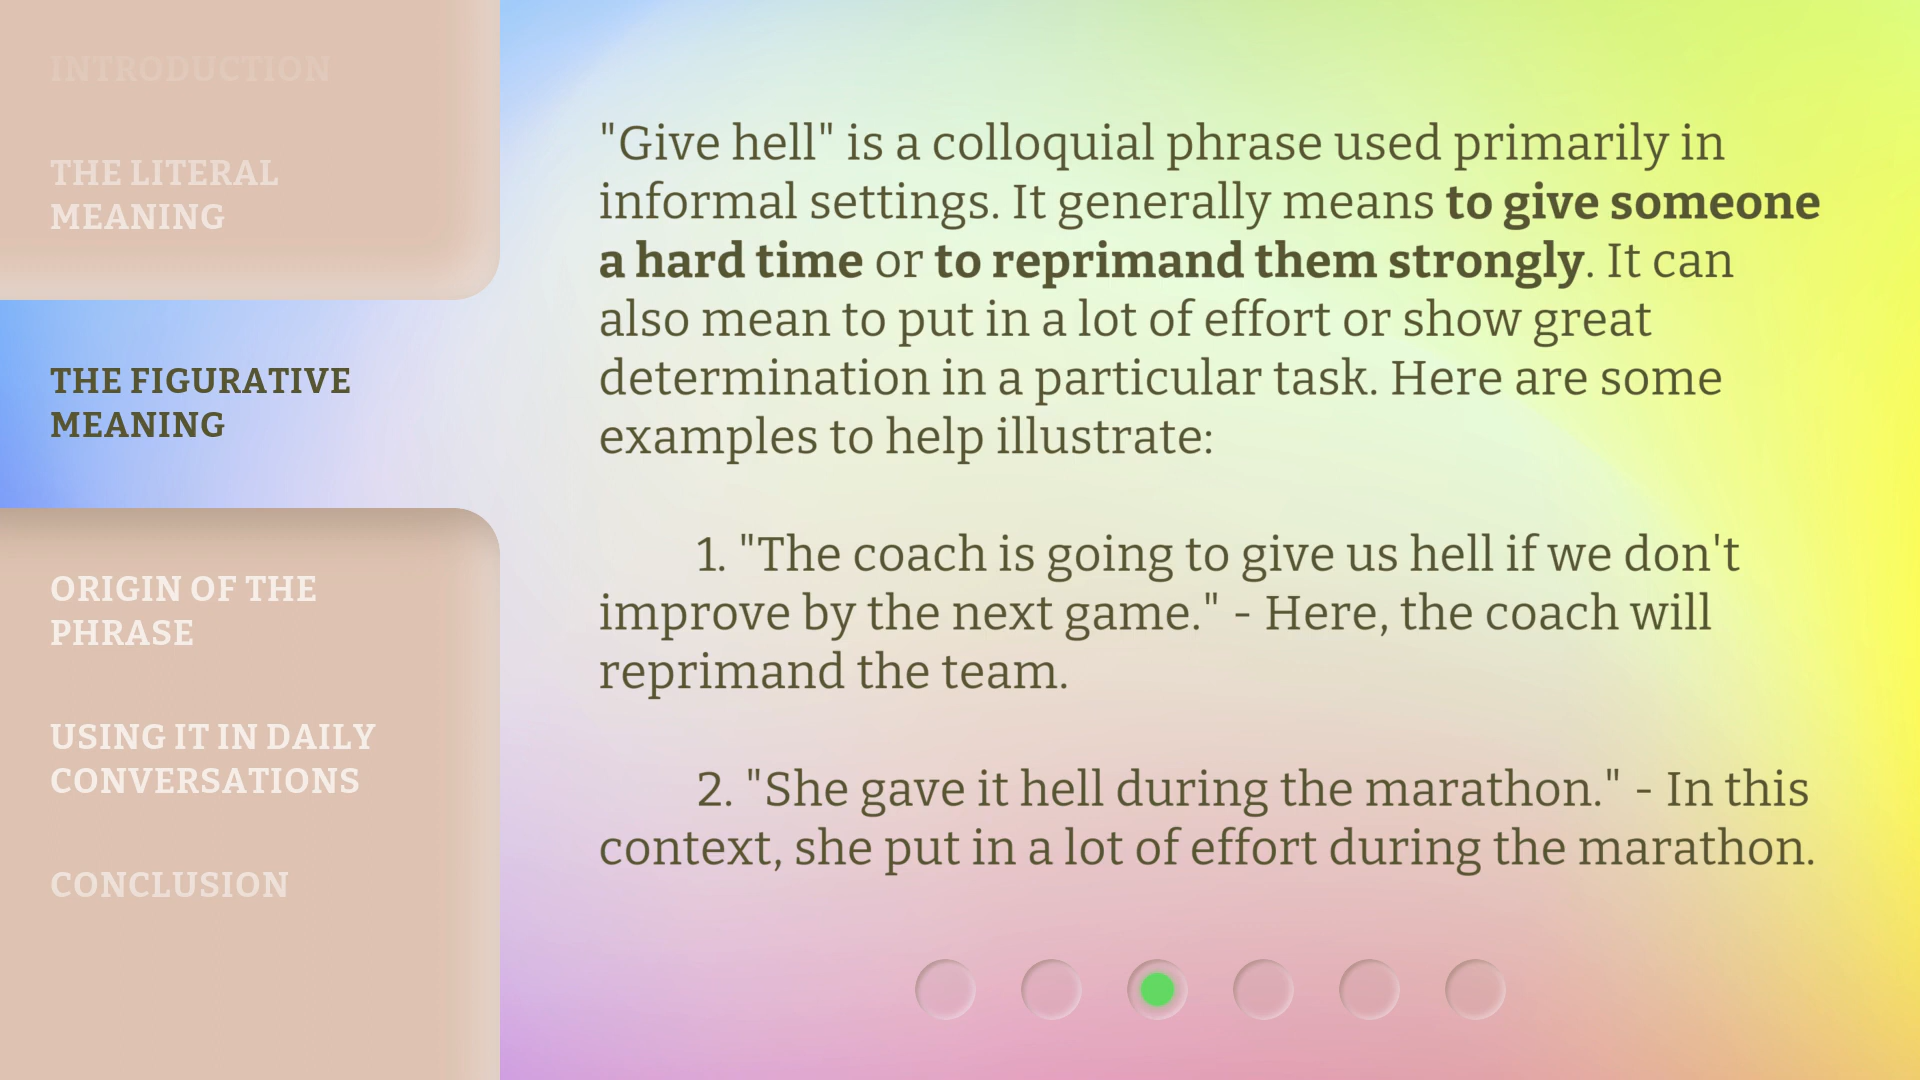 INTRODUCTION
THE LITERAL
MEANING
THE FIGURATIVE
MEANING
ORIGIN OF THE
PHRASE
USING IT IN DAILY
CONVERSATIONS
CONCLUSION
"Give hell" is a colloquial phrase used primarily in
informal settings. It generally means to give someone
a hard time or to reprimand them strongly. It can
also mean to put in a lot of effort or show great
determination in a particular task. Here are some
examples to help illustrate:
1. "The coach is going to give us hell if we don't
improve by the next game." - Here, the coach will
reprimand the team.
2. "She gave it hell during the marathon." - In this
context, she put in a lot of effort during the marathon.